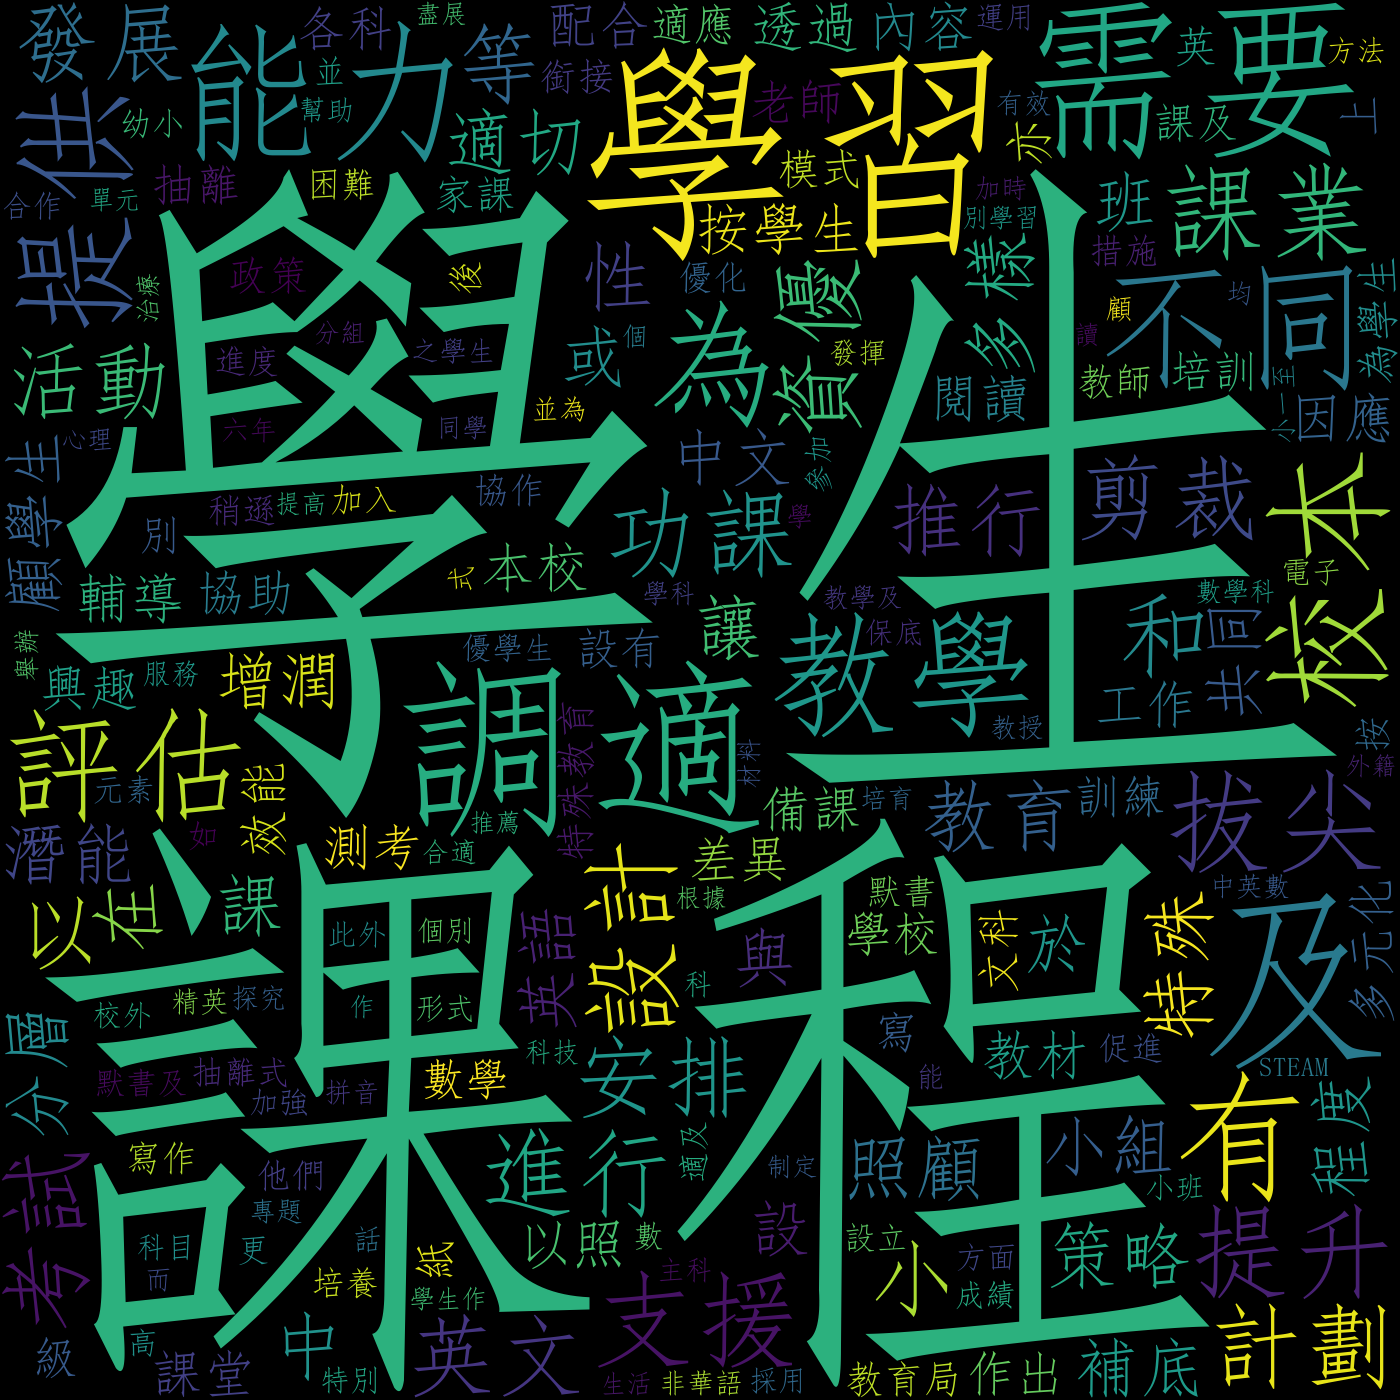 學生
課程
學習
調適
需要
能力
不同
及
為
教學
校本
評估
設計
有
提供
發展
等
課業
適切
資優
多樣
活動
功課
推行
剪裁
和
共同
拔尖
提升
計劃
支援
安排
進行
英文
考試
照顧
小組
小
策略
補底
教材
程度
特殊
教育
訓練
備課
差異
增潤
輔導
協助
本校
讓
中文
或
性
閱讀
班
因應
培訓
教師
按學生
模式
老師
透過
內容
適應
配合
各科
銜接
運用
英
方法
上
課及
亦
有效
盡展
並
幫助
幼小
抽離
困難
家課
合作
單元
政策
治療
後
優化
加時
別學習
措施
顧
均
為學生
個
發揮
讀
至
小一
進度
分組
之學生
六年
同學
並為
參加
心理
顧學生
別
稍遜
提高
加入
協作
式
學
學科
教學及
保底
數學科
電子
工作
教授
按
外籍
材料
培育
優學生
設有
興趣
服務
舉辦
元素
效能
潛能
如
測考
推薦
合適
特殊教育
英語
以
在
課
此外
個別
形式
作
校外
精英
探究
分層
默書及
抽離式
加強
拼音
數學
科技
寫作
他們
專題
科目
而
更
話
紙
培養
學生作
級
高
課堂
中
特別
以照
數
適及
主科
生活
非華語
採用
設
設立
制定
能
寫
科
與
學校
默書
根據
文科
於
中英數
多元化
促進
STEAM
小班
方面
成績
教育局
作出